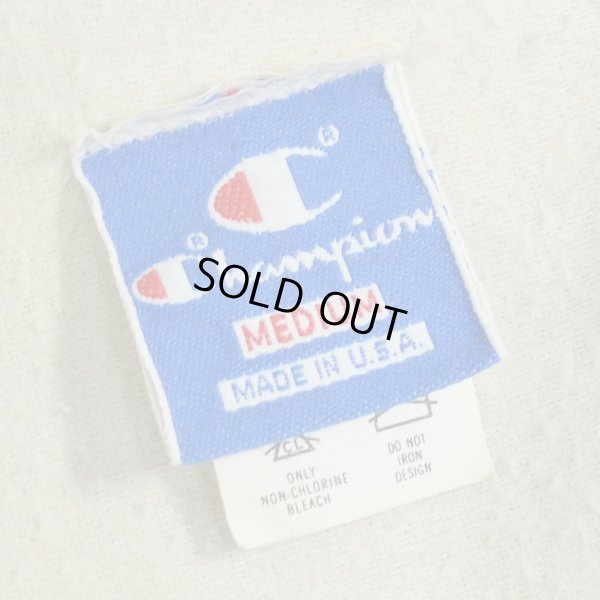 ®
®
Champion
SOLD OUT
MEDIUM
MADE IN U.S.A.
CL
ONLY
NON-CHLORINE
BLEACH
DO NOT
IRON
DESIGN